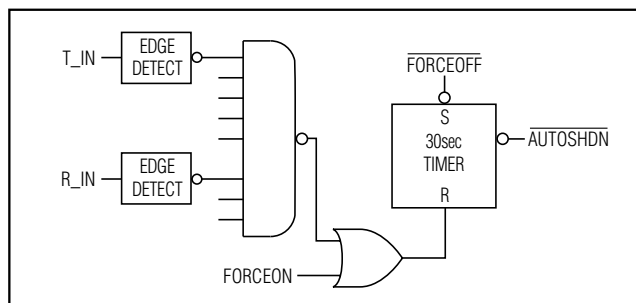 T_IN
EDGE
DETECT
R_IN
EDGE
DETECT
FORCEON
FORCEOFF
S
30sec
TIMER
R
AUTOSHDN